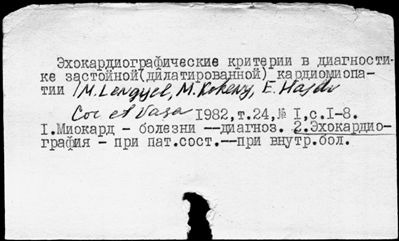 Эхокардиографические критерии в диагности-
ке застойной(дилатированной) кардиомиопа-
тии /M. Lengyel, M. Kokeny, E. Hajdu
Cor et Vasa 1982,т.24,№ I,с.I-8.
I.Миокард - болезни --диагноз. 2.Эхокардио-
графия - при пат.сост.--при внутр.бол.